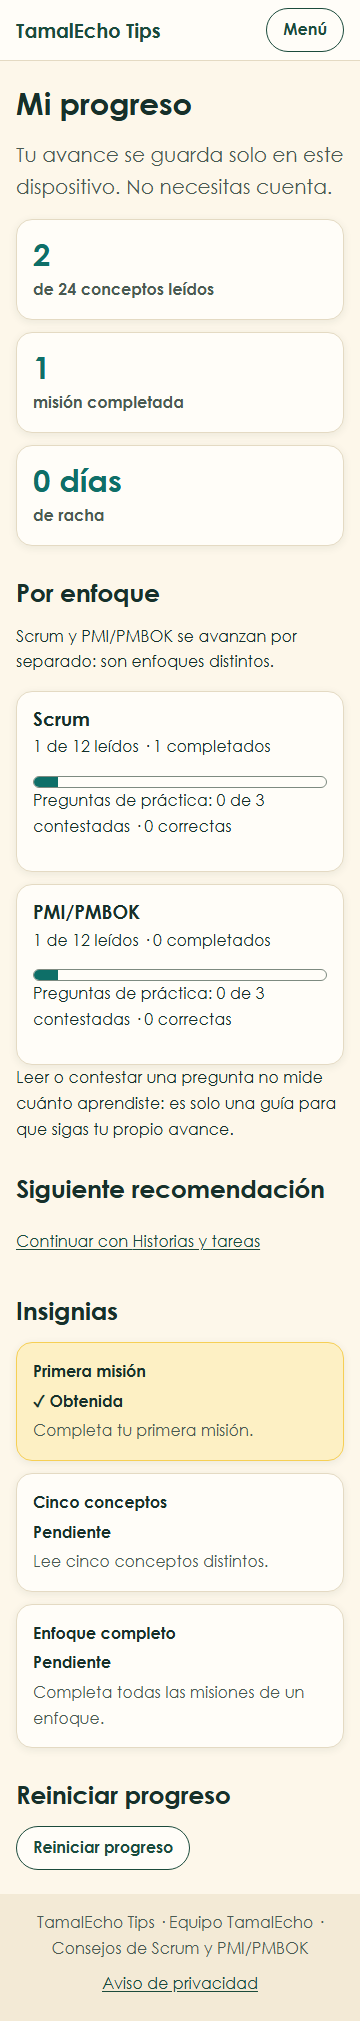 TamalEcho Tips
Menú
Mi progreso
Tu avance se guarda solo en este
dispositivo. No necesitas cuenta.
2
de 24 conceptos leídos
1
misión completada
0 días
de racha
Por enfoque
Scrum y PMI/PMBOK se avanzan por
separado: son enfoques distintos.
Scrum
1 de 12 leídos · 1 completados
Preguntas de práctica: 0 de 3
contestadas · 0 correctas
PMI/PMBOK
1 de 12 leídos · 0 completados
Preguntas de práctica: 0 de 3
contestadas · 0 correctas
Leer o contestar una pregunta no mide
cuánto aprendiste: es solo una guía para
que sigas tu propio avance.
Siguiente recomendación
Continuar con Historias y tareas
Insignias
Primera misión
✓ Obtenida
Completa tu primera misión.
Cinco conceptos
Pendiente
Lee cinco conceptos distintos.
Enfoque completo
Pendiente
Completa todas las misiones de un
enfoque.
Reiniciar progreso
Reiniciar progreso
TamalEcho Tips · Equipo TamalEcho ·
Consejos de Scrum y PMI/PMBOK
Aviso de privacidad